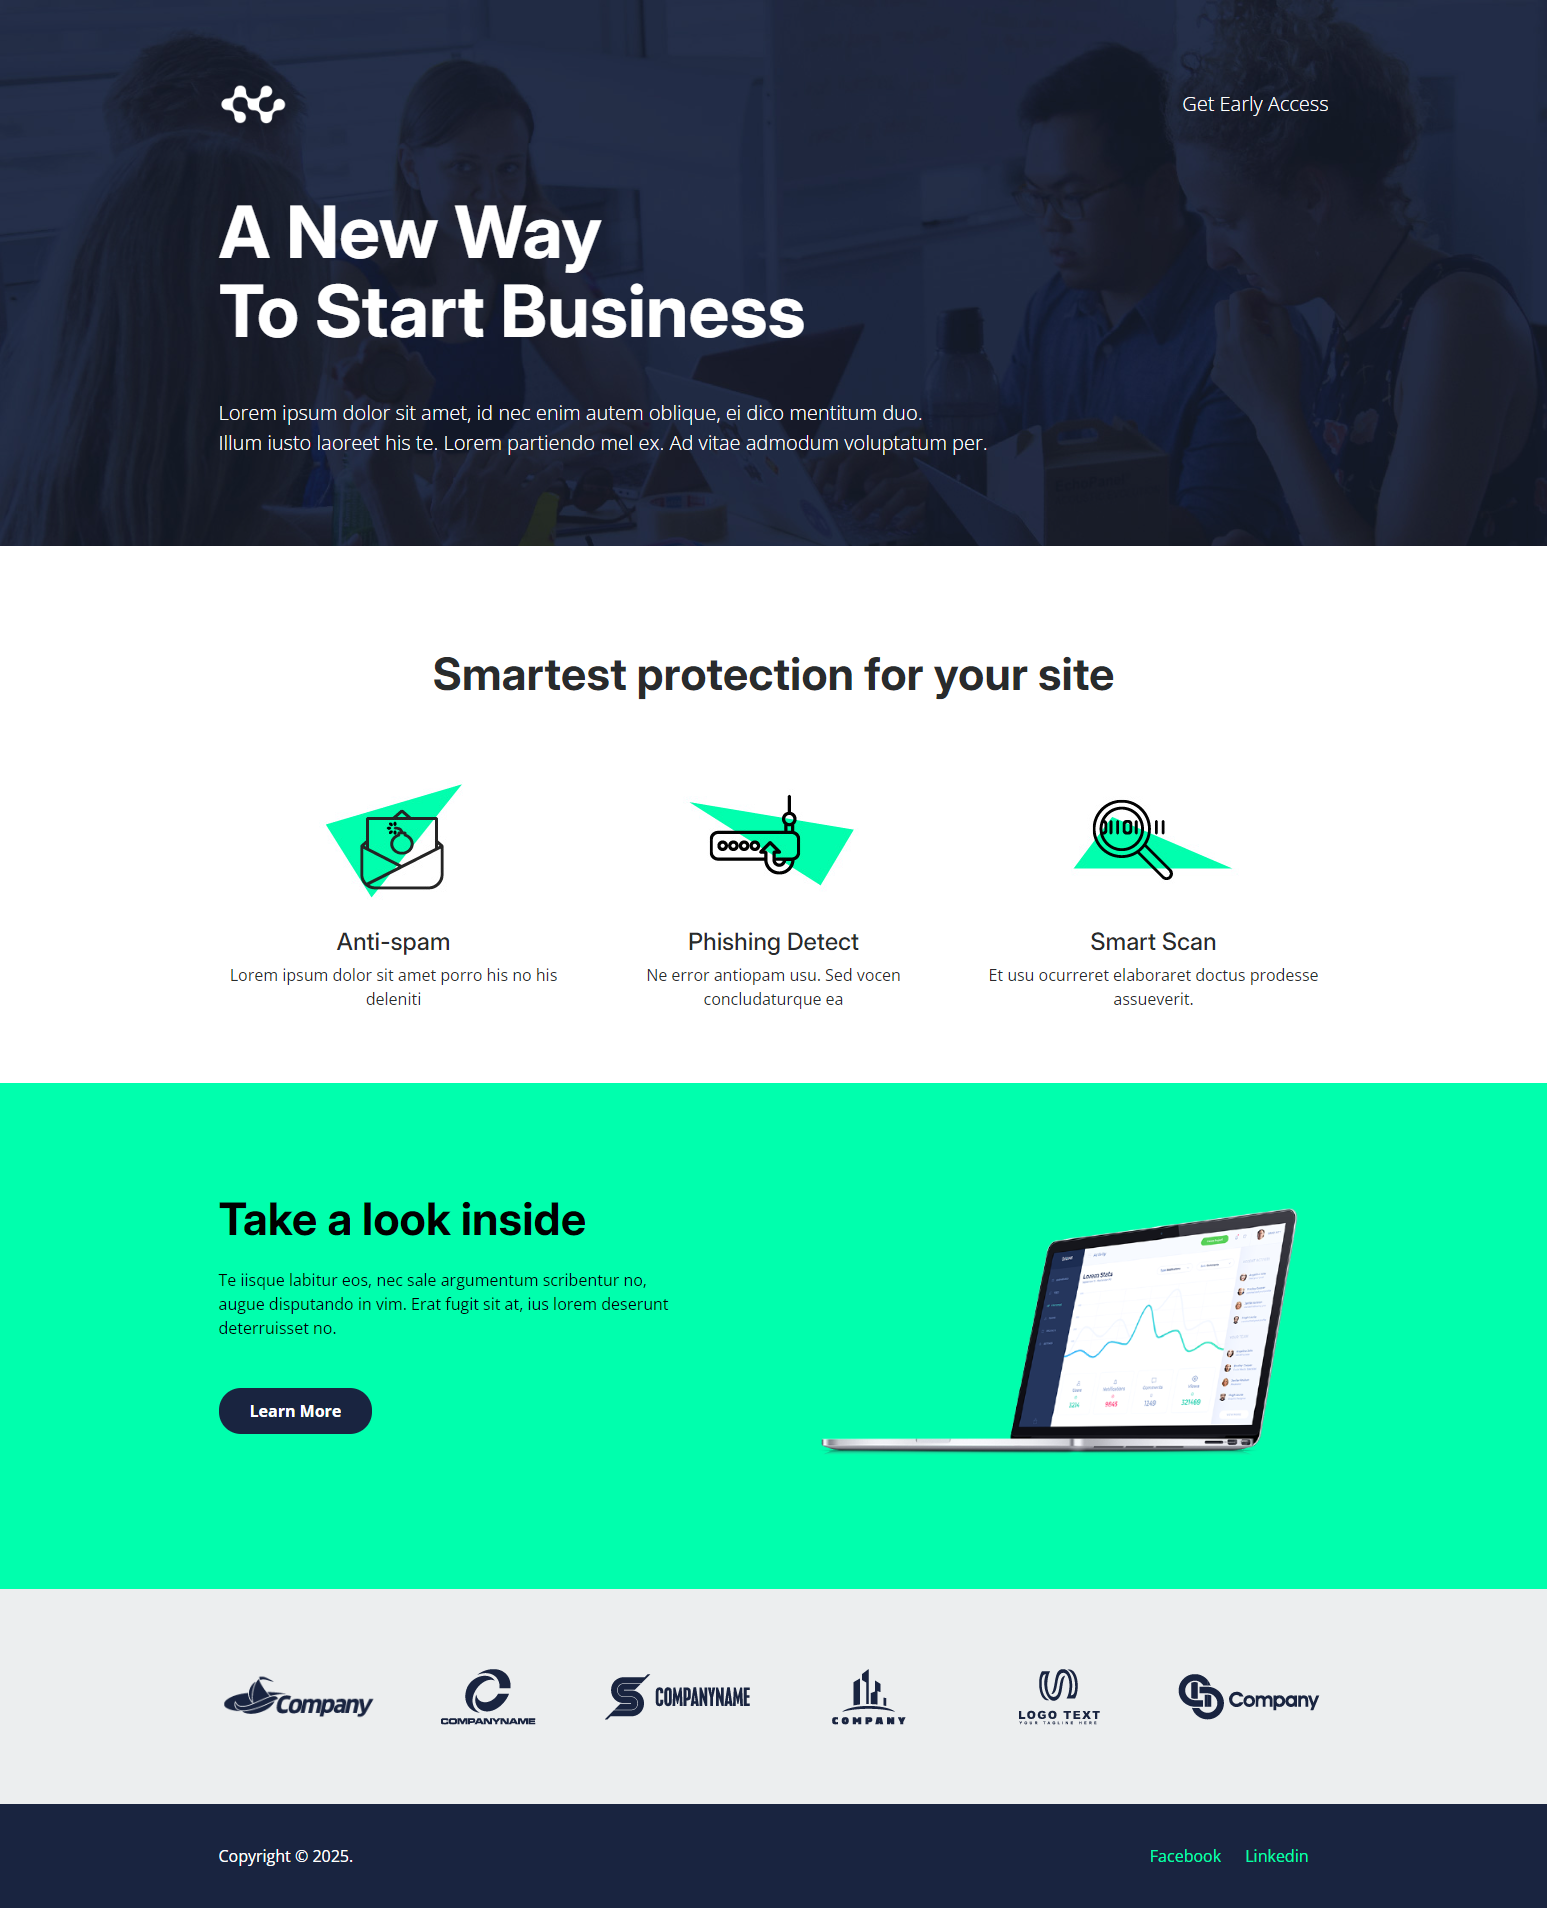 Get Early Access
A New Way
To Start Business
Lorem ipsum dolor sit amet, id nec enim autem oblique, ei dico mentitum duo.
Illum iusto laoreet his te. Lorem partiendo mel ex. Ad vitae admodum voluptatum per.
Smartest protection for your site
Anti-spam
Lorem ipsum dolor sit amet porro his no his
deleniti
Phishing Detect
Ne error antiopam usu. Sed vocen
concludaturque ea
Smart Scan
Et usu ocurreret elaboraret doctus prodesse
assueverit.
Take a look inside
Te iisque labitur eos, nec sale argumentum scribentur no,
augue disputando in vim. Erat fugit sit at, ius lorem deserunt
deterruisset no.
Learn More
Lorem Stats
Company
COMPANYNAME
COMPANYNAME
COMPANY
LOGO TEXT
YOUR TAGLINE HERE
Company
Copyright © 2025.
Facebook
Linkedin